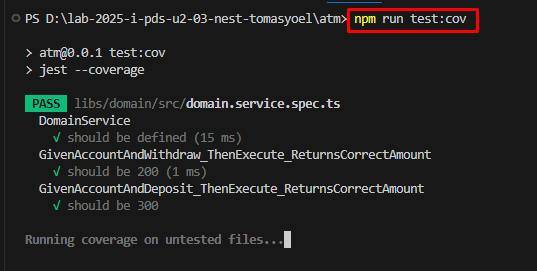 PS D:\lab-2025-i-pds-u2-03-nest-tomasyoel\atm> npm run test:cov
> atm@0.0.1 test:cov
> jest --coverage
PASS libs/domain/src/domain.service.spec.ts
DomainService
√ should be defined (15 ms)
GivenAccountAndWithdraw_ThenExecute_ReturnsCorrectAmount
√ should be 200 (1 ms)
GivenAccountAndDeposit_ThenExecute_ReturnsCorrectAmount
√ should be 300
Running coverage on untested files...